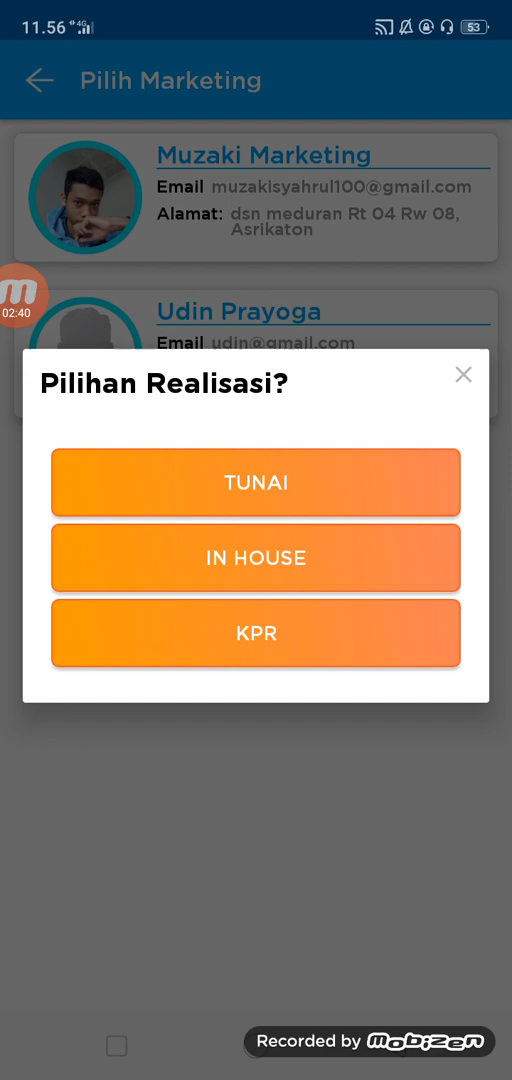 11.56 4G 53
Pilih Marketing
Muzaki Marketing
Email muzakisyahrul100@gmail.com
Alamat: dsn meduran Rt 04 Rw 08,
Asrikaton
m
02:40
Udin Prayoga
Email udin@gmail.com
Pilihan Realisasi?
TUNAI
IN HOUSE
KPR
Recorded by mobizen